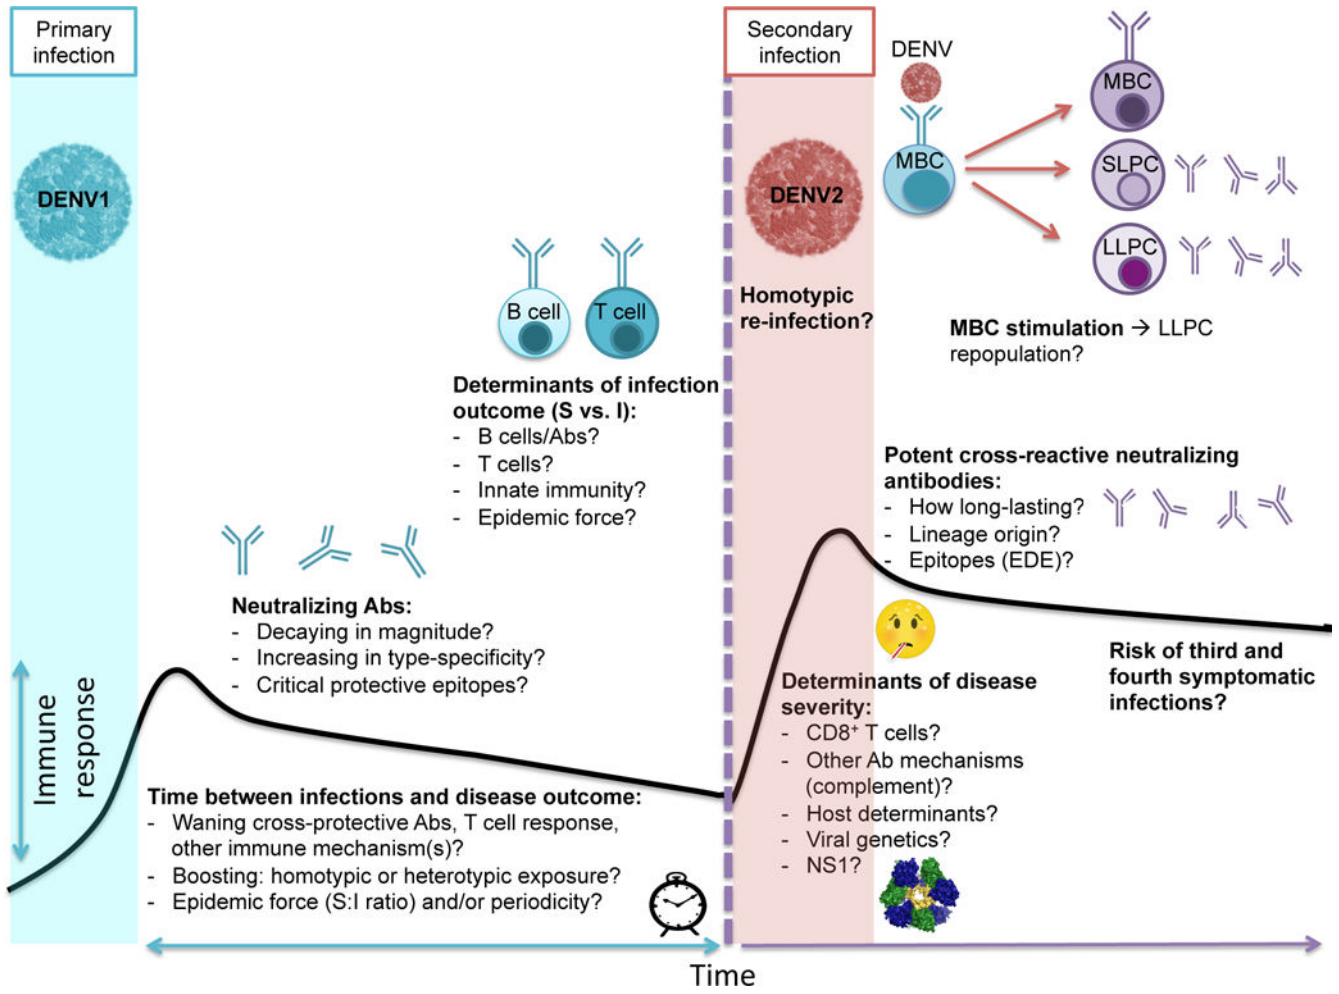 Primary
infection
DENV1
Immune
response
Neutralizing Abs:
- Decaying in magnitude?
- Increasing in type-specificity?
- Critical protective epitopes?
B cell
T cell
Determinants of infection
outcome (S vs. I):
- B cells/Abs?
- T cells?
- Innate immunity?
- Epidemic force?
Time between infections and disease outcome:
- Waning cross-protective Abs, T cell response,
other immune mechanism(s)?
- Boosting: homotypic or heterotypic exposure?
- Epidemic force (S:I ratio) and/or periodicity?
Secondary
infection
DENV2
Homotypic
re-infection?
DENV
MBC
MBC
SLPC
LLPC
MBC stimulation → LLPC
repopulation?
Potent cross-reactive neutralizing
antibodies:
- How long-lasting?
- Lineage origin?
- Epitopes (EDE)?
Determinants of disease
severity:
- CD8⁺ T cells?
- Other Ab mechanisms
(complement)?
- Host determinants?
- Viral genetics?
- NS1?
Risk of third and
fourth symptomatic
infections?
Time